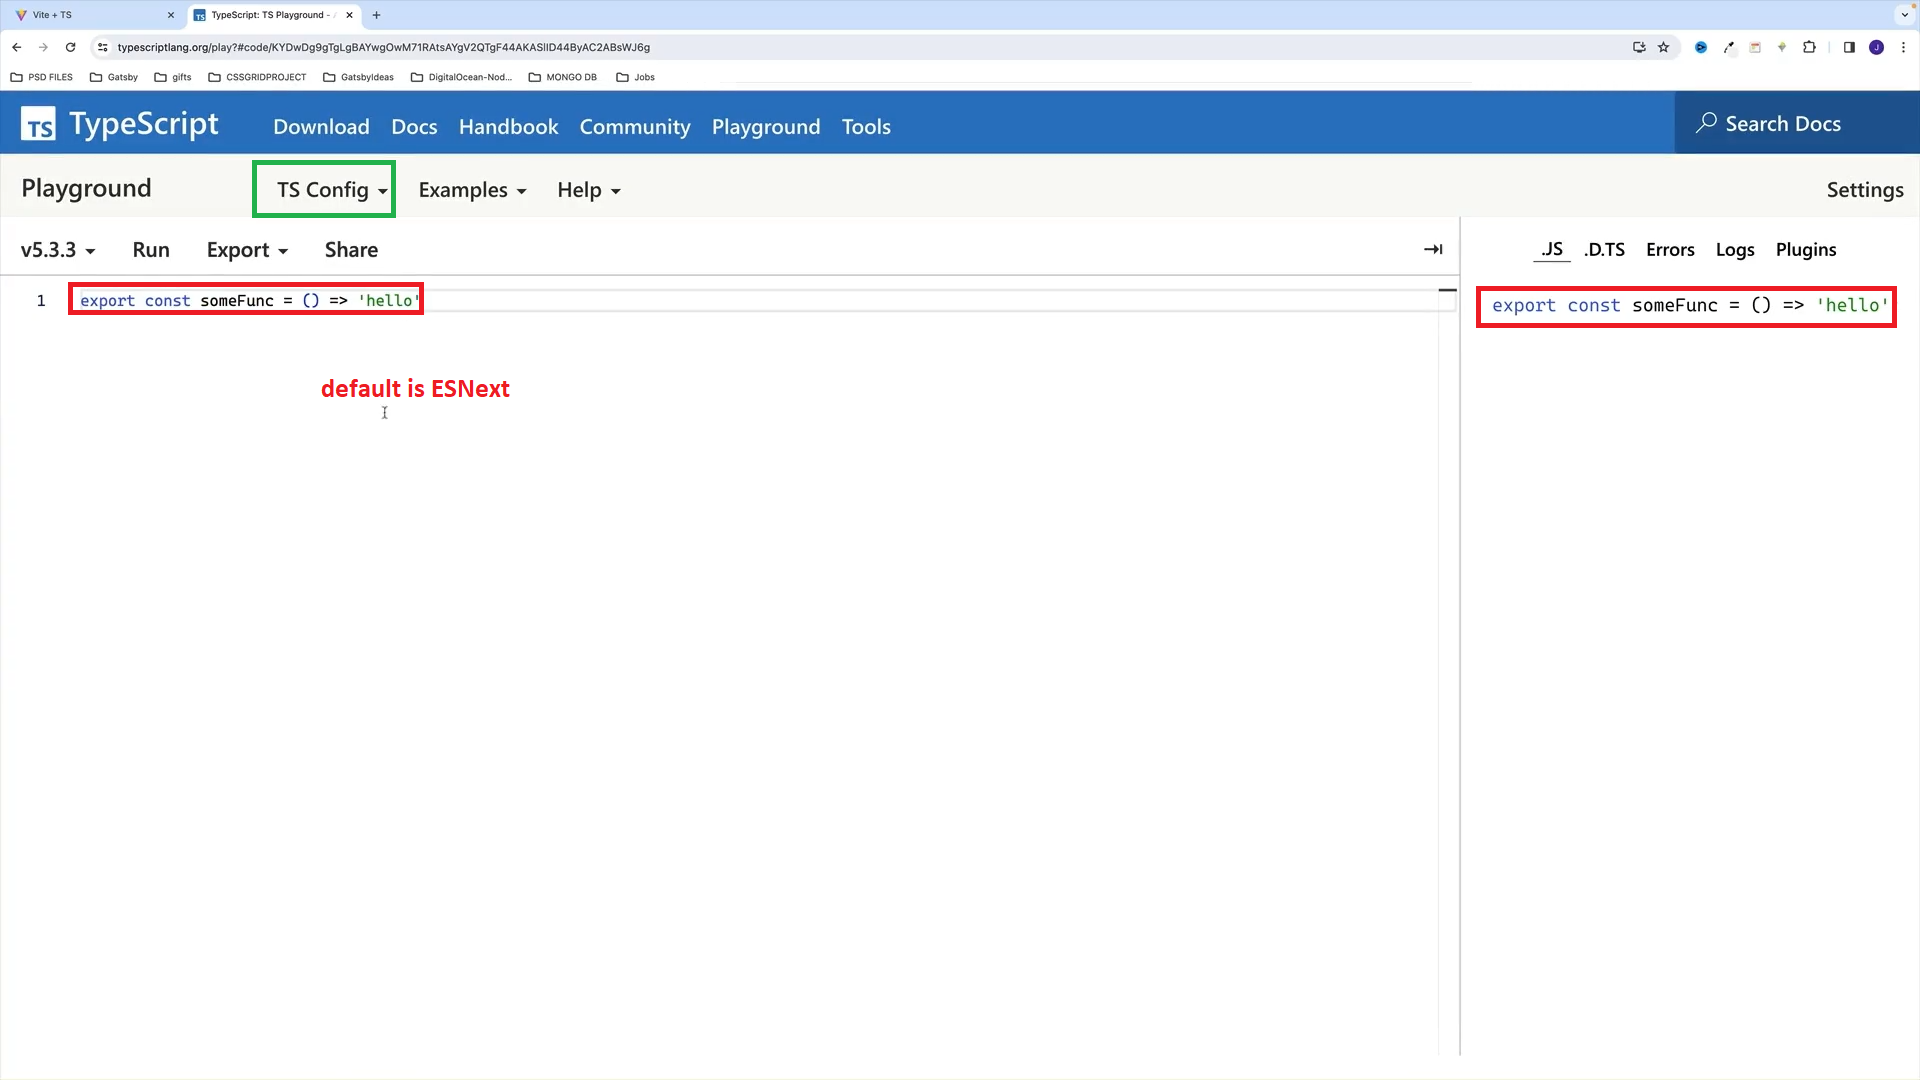 Vite + TS
TypeScript: TS Playground -
typescriptlang.org/play?#code/KYDwDg9gTgLgBAYwgOwM71RAtsAYgV2QTgF44AKASlID44ByAC2ABsWJ6g
PSD FILES Gatsby gifts CSSGRIDPROJECT GatsbyIdeas DigitalOcean-Nod... MONGO DB Jobs
TS TypeScript Download Docs Handbook Community Playground Tools Search Docs
Playground TS Config Examples Help Settings
v5.3.3 Run Export Share .JS .D.TS Errors Logs Plugins
1 export const someFunc = () => 'hello'
export const someFunc = () => 'hello'
default is ESNext